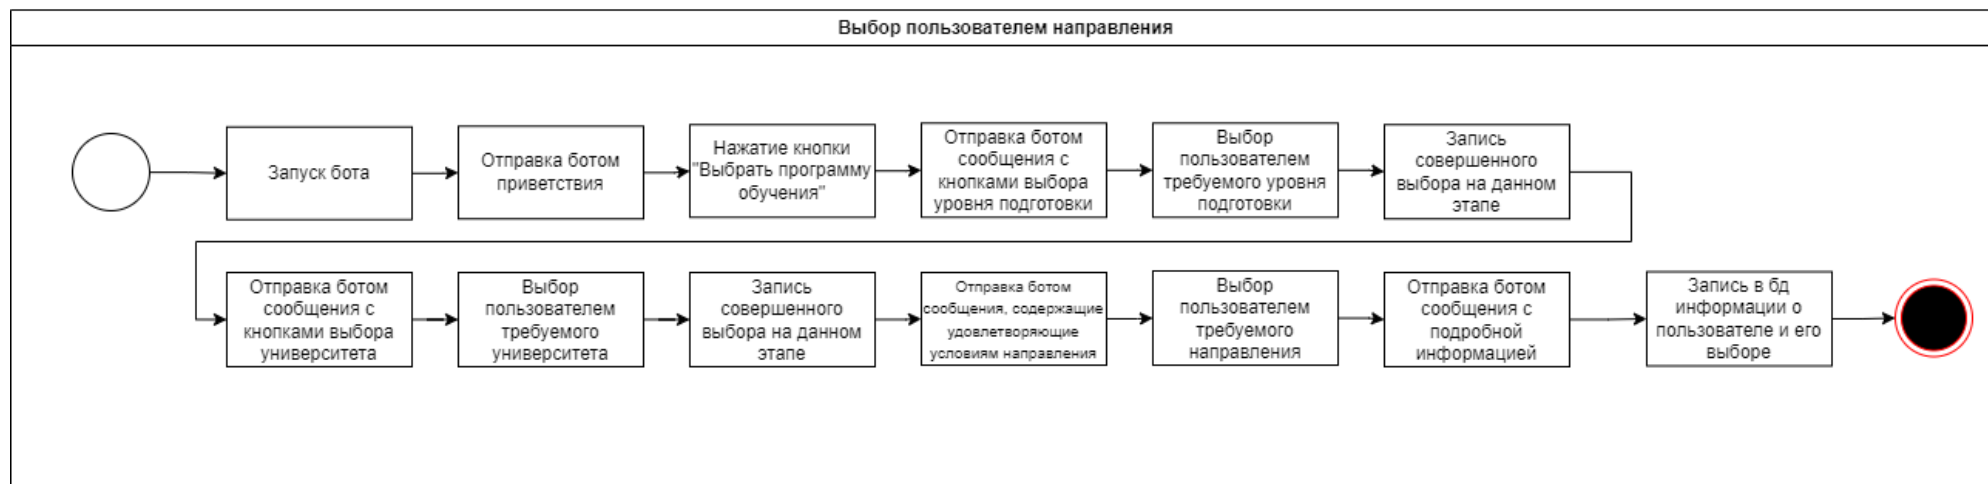 Выбор пользователем направления
Запуск бота
Отправка ботом
приветствия
Нажатие кнопки
"Выбрать программу
обучения"
Отправка ботом
сообщения с
кнопками выбора
уровня подготовки
Выбор
пользователем
требуемого уровня
подготовки
Запись
совершенного
выбора на данном
этапе
Отправка ботом
сообщения с
кнопками выбора
университета
Выбор
пользователем
требуемого
университета
Запись
совершенного
выбора на данном
этапе
Отправка ботом
сообщения, содержащие
удовлетворяющие
условиям направления
Выбор
пользователем
требуемого
направления
Отправка ботом
сообщения с
подробной
информацией
Запись в бд
информации о
пользователе и его
выборе